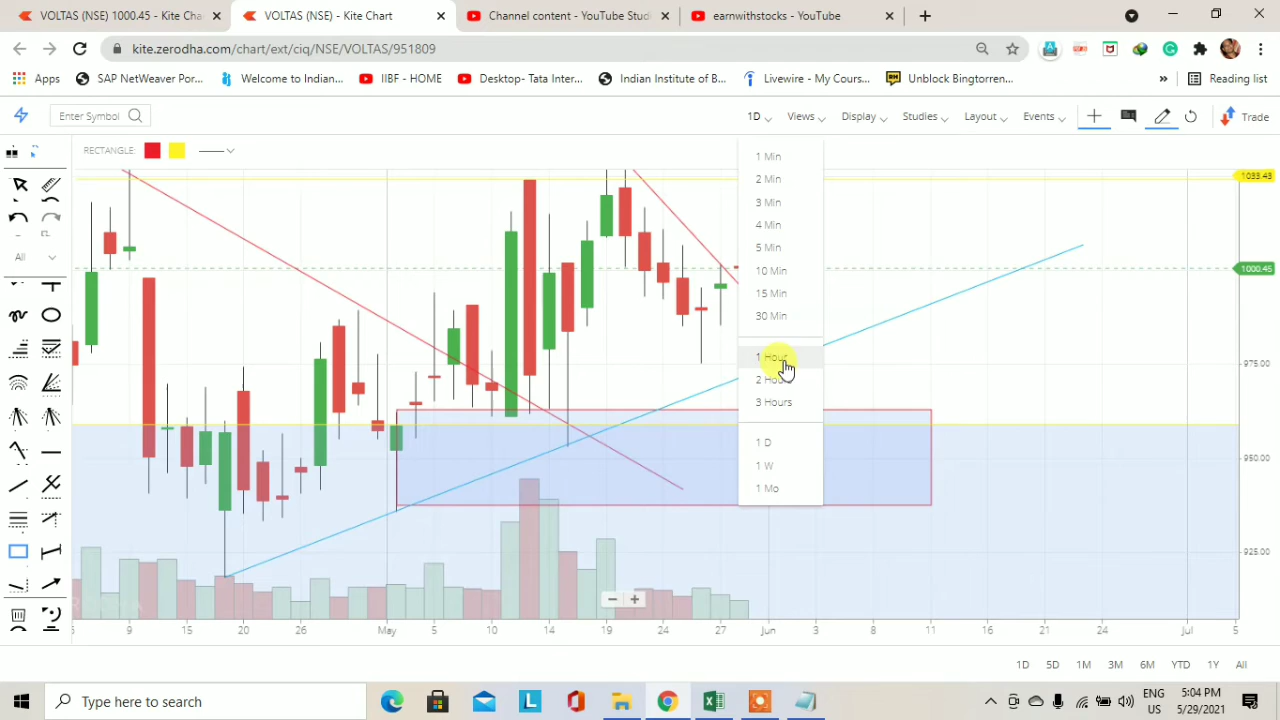 VOLTAS (NSE) 1000.45 - Kite Cha
VOLTAS (NSE) - Kite Chart
Channel content - YouTube Stud
earnwithstocks - YouTube
kite.zerodha.com/chart/ext/ciq/NSE/VOLTAS/951809
Apps
SAP NetWeaver Por...
Welcome to Indian...
IIBF - HOME
Desktop- Tata Inter...
Indian Institute of B...
Livewire - My Cours...
Unblock Bingtorren...
»
Reading list
Enter Symbol
1D
Views
Display
Studies
Layout
Events
Trade
RECTANGLE:
1 Min
2 Min
3 Min
4 Min
5 Min
10 Min
15 Min
30 Min
1 Hour
2 Hou
3 Hours
1 D
1 W
1 Mo
All
1033.43
1000.45
975.00
950.00
925.00
9 15 20 26 May 5 10 14 19 24 27 Jun 3 8 11 16 21 24 Jul 5
1D 5D 1M 3M 6M YTD 1Y All
Type here to search
ENG
US
5:04 PM
5/29/2021